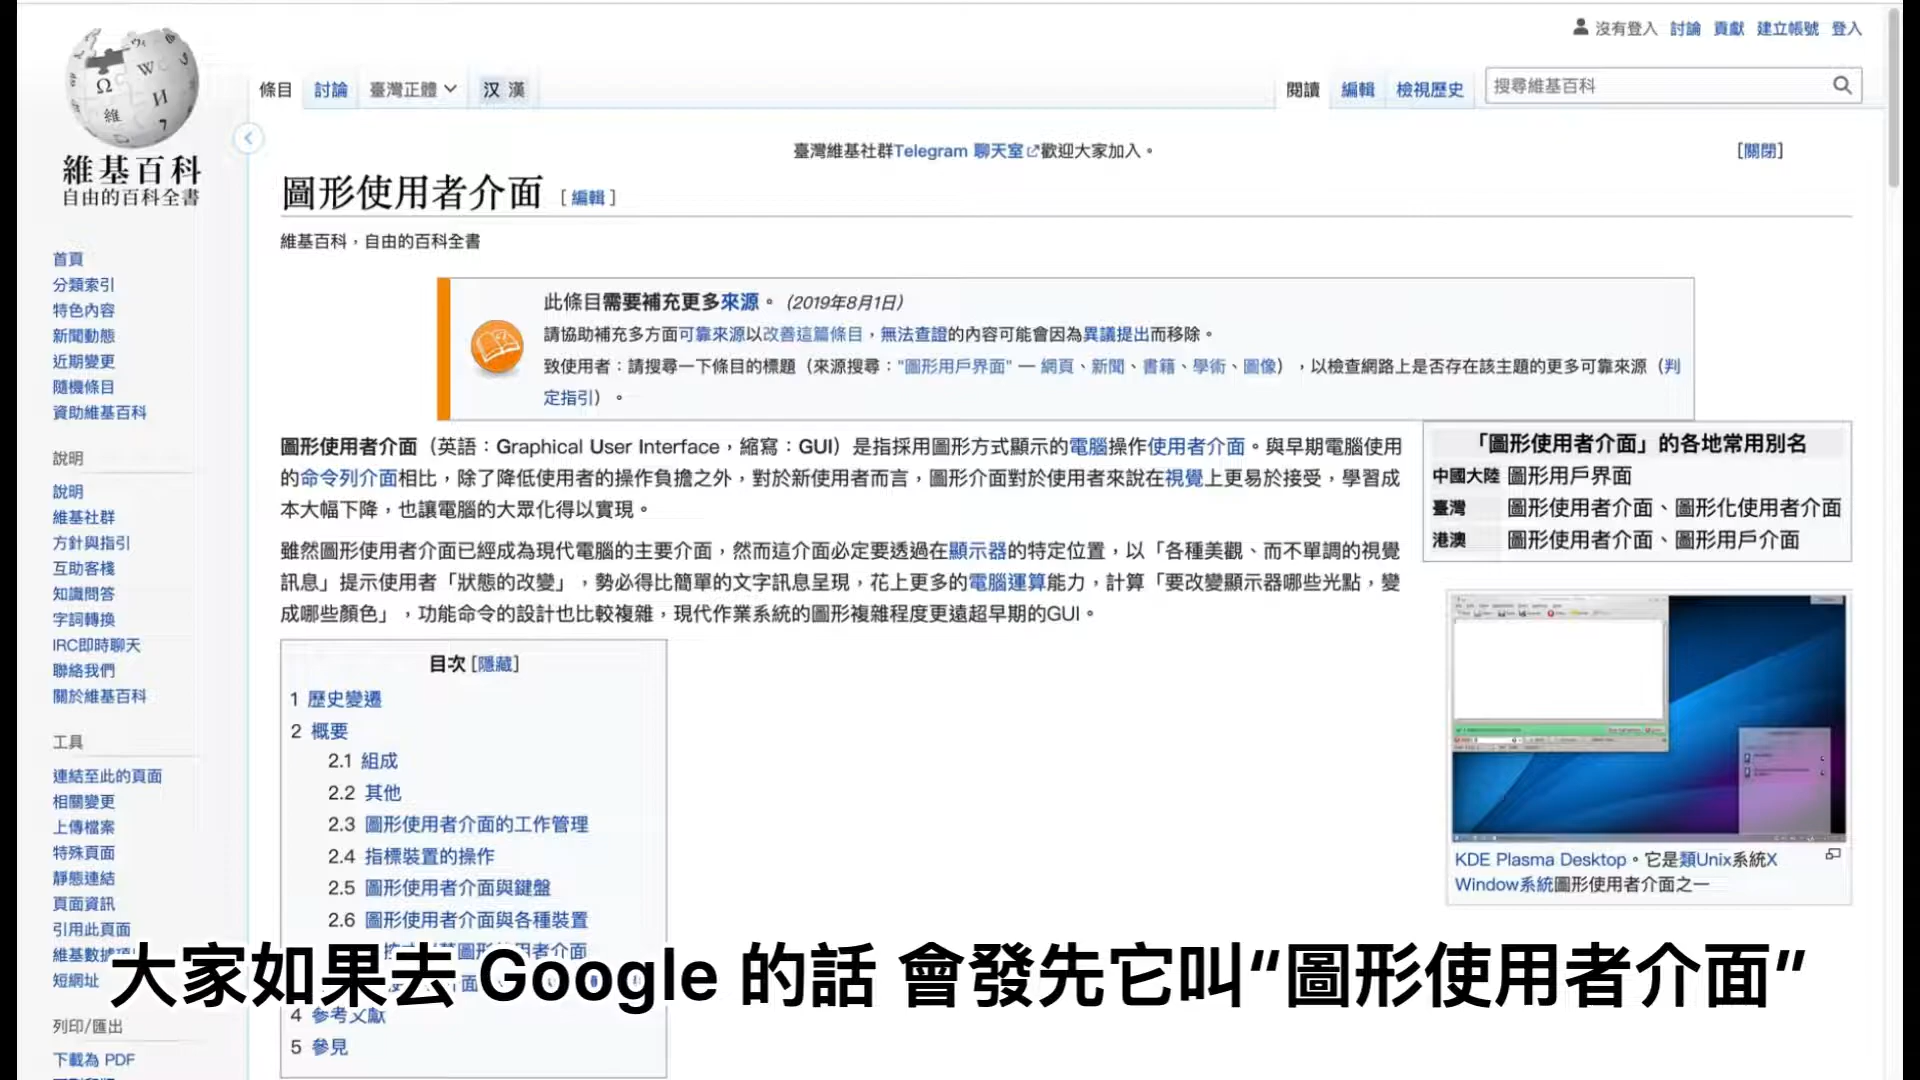 沒有登入 討論 貢獻 建立帳號 登入
條目 討論 臺灣正體 汉 漢 閱讀 編輯 檢視歷史 搜尋維基百科
維基百科
自由的百科全書
臺灣維基社群Telegram 聊天室歡迎大家加入。 [關閉]
圖形使用者介面 [編輯]
維基百科，自由的百科全書
首頁
分類索引
特色內容
新聞動態
近期變更
隨機條目
資助維基百科
說明
說明
維基社群
方針與指引
互助客棧
知識問答
字詞轉換
IRC即時聊天
聯絡我們
關於維基百科
工具
連結至此的頁面
相關變更
上傳檔案
特殊頁面
靜態連結
頁面資訊
引用此頁面
維基數據
短網址
列印/匯出
下載為 PDF
此條目需要補充更多來源。 (2019年8月1日)
請協助補充多方面可靠來源以改善這篇條目，無法查證的內容可能會因為異議提出而移除。
致使用者：請搜尋一下條目的標題（來源搜尋："圖形用戶界面" — 網頁、新聞、書籍、學術、圖像），以檢查網路上是否存在該主題的更多可靠來源（判
定指引）。
圖形使用者介面（英語：Graphical User Interface，縮寫：GUI）是指採用圖形方式顯示的電腦操作使用者介面。與早期電腦使用
的命令列介面相比，除了降低使用者的操作負擔之外，對於新使用者而言，圖形介面對於使用者來說在視覺上更易於接受，學習成
本大幅下降，也讓電腦的大眾化得以實現。
雖然圖形使用者介面已經成為現代電腦的主要介面，然而這介面必定要透過在顯示器的特定位置，以「各種美觀、而不單調的視覺
訊息」提示使用者「狀態的改變」，勢必得比簡單的文字訊息呈現，花上更多的電腦運算能力，計算「要改變顯示器哪些光點，變
成哪些顏色」，功能命令的設計也比較複雜，現代作業系統的圖形複雜程度更遠超早期的GUI。
「圖形使用者介面」的各地常用別名
中國大陸 圖形用戶界面
臺灣 圖形使用者介面、圖形化使用者介面
港澳 圖形使用者介面、圖形用戶介面
KDE Plasma Desktop。它是類Unix系統X
Window系統圖形使用者介面之一
目次 [隱藏]
1 歷史變遷
2 概要
2.1 組成
2.2 其他
2.3 圖形使用者介面的工作管理
2.4 指標裝置的操作
2.5 圖形使用者介面與鍵盤
2.6 圖形使用者介面與各種裝置
4 參考文獻
5 參見
大家如果去 Google 的話 會發先它叫“圖形使用者介面”